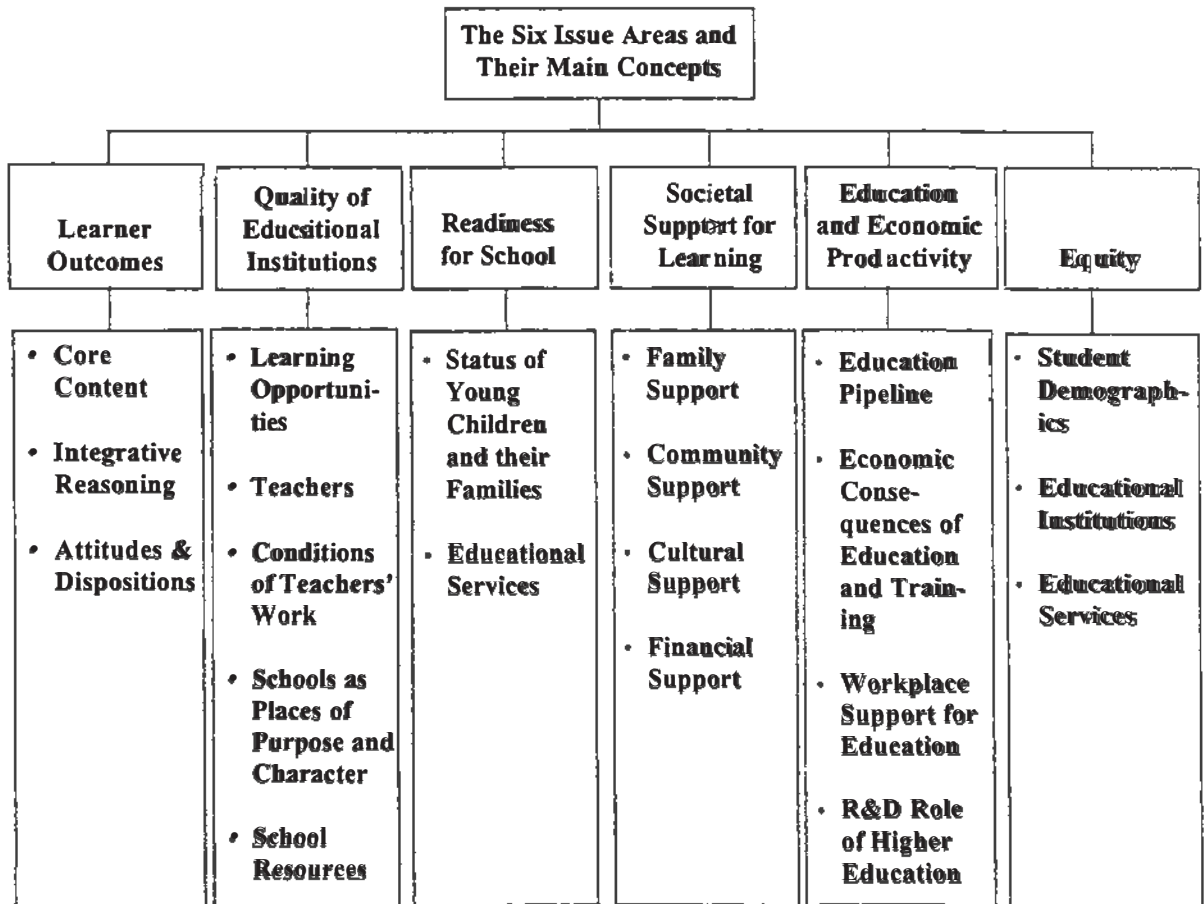 The Six Issue Areas and
Their Main Concepts
Learner
Outcomes
Quality of
Educational
Institutions
Readiness
for School
Societal
Support for
Learning
Education
and Economic
Productivity
Equity
• Core
Content
• Integrative
Reasoning
• Attitudes &
Dispositions
• Learning
Opportuni-
ties
• Teachers
• Conditions
of Teachers'
Work
• Schools as
Places of
Purpose and
Character
• School
Resources
• Status of
Young
Children
and their
Families
• Educational
Services
• Family
Support
• Community
Support
• Cultural
Support
• Financial
Support
• Education
Pipeline
• Economic
Conse-
quences of
Education
and Train-
ing
• Workplace
Support for
Education
• R&D Role
of Higher
Education
• Student
Demograph-
ics
• Educational
Institutions
• Educational
Services